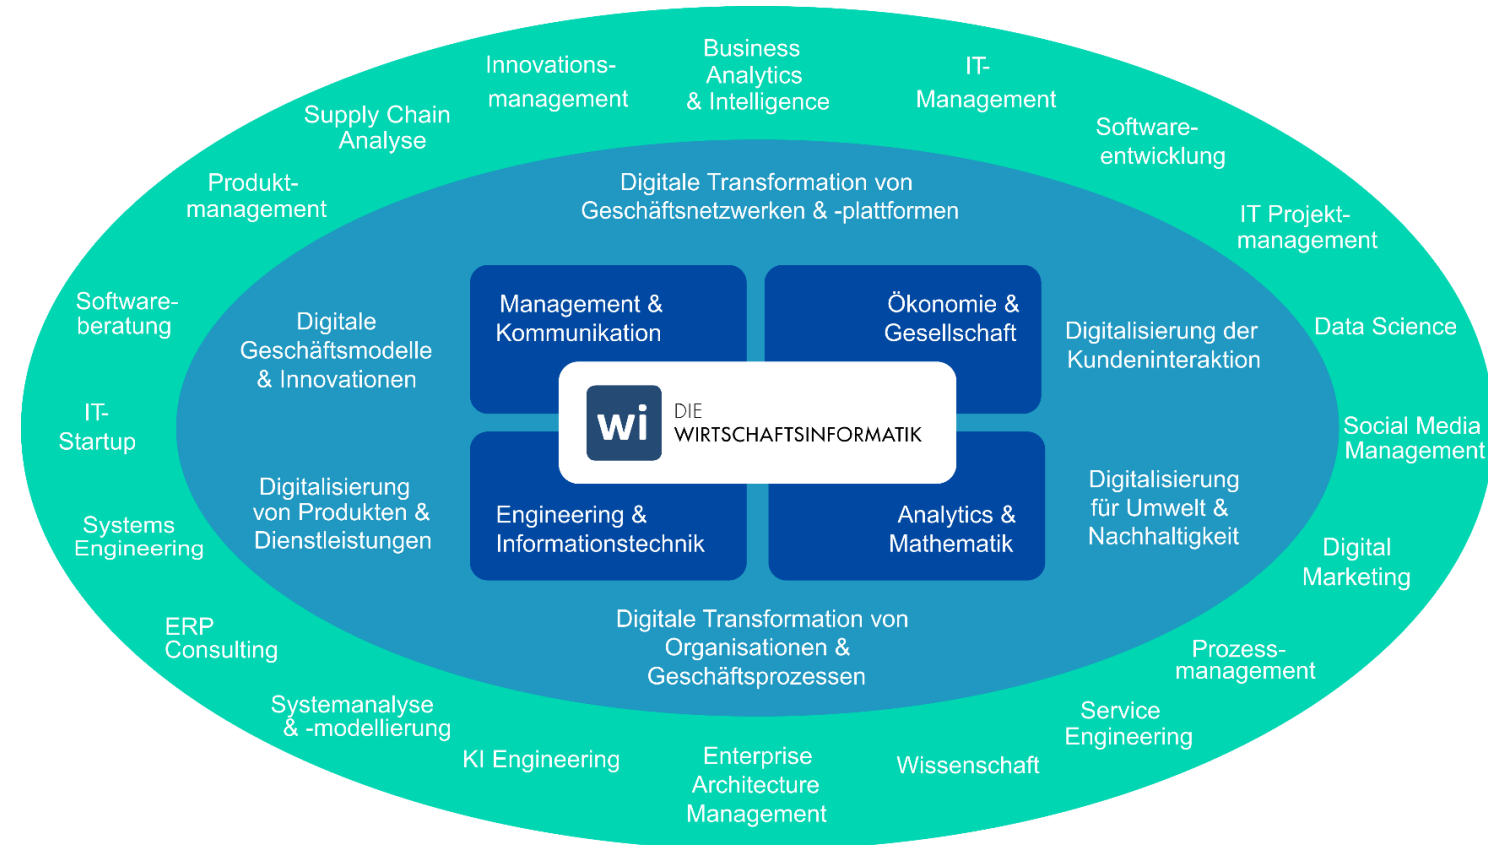 Business
Analytics
& Intelligence
Innovations-
management
IT-
Management
Supply Chain
Analyse
Software-
entwicklung
Produkt-
management
IT Projekt-
management
Software-
beratung
Data Science
IT-
Startup
Social Media
Management
Systems
Engineering
Digital
Marketing
ERP
Consulting
Prozess-
management
Systemanalyse
& -modellierung
Service
Engineering
KI Engineering
Enterprise
Architecture
Management
Wissenschaft
Digitale Transformation von
Geschäftsnetzwerken & -plattformen
Digitale
Geschäftsmodelle
& Innovationen
Digitalisierung der
Kundeninteraktion
Digitalisierung
von Produkten &
Dienstleistungen
Digitalisierung
für Umwelt &
Nachhaltigkeit
Digitale Transformation von
Organisationen &
Geschäftsprozessen
Management &
Kommunikation
Ökonomie &
Gesellschaft
wi
DIE
WIRTSCHAFTSINFORMATIK
Engineering &
Informationstechnik
Analytics &
Mathematik